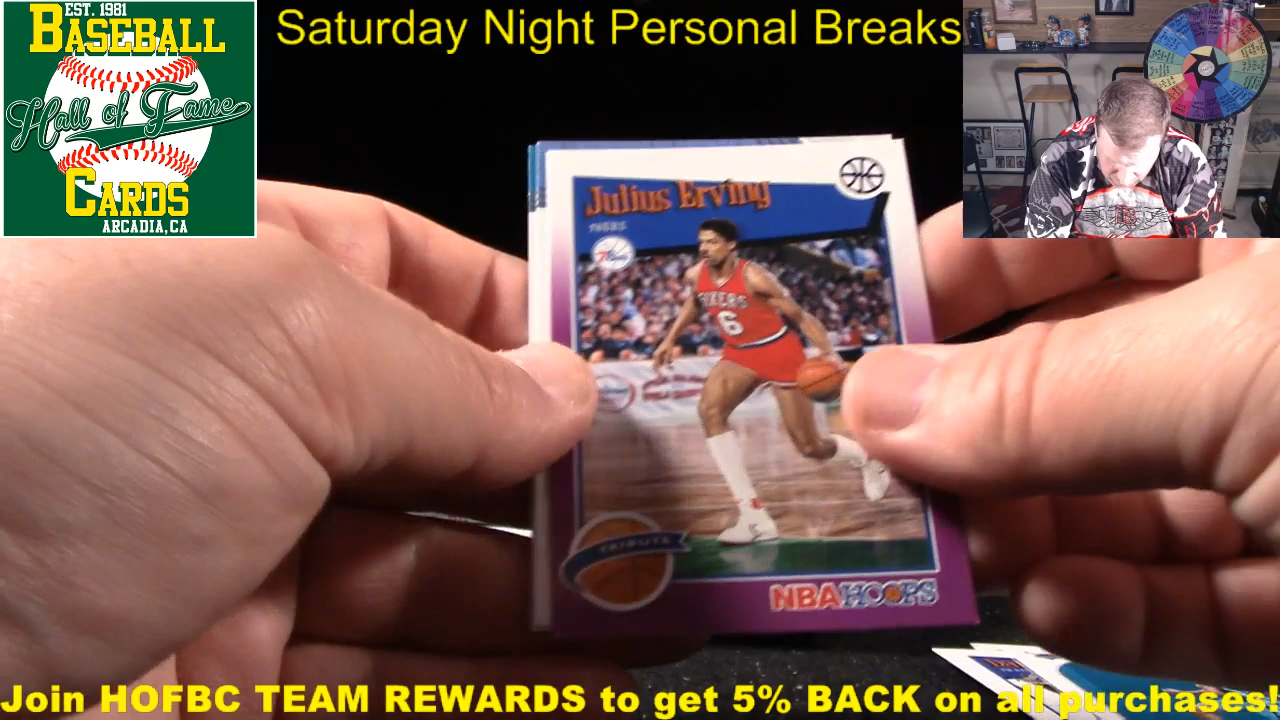 EST. 1981
BASEBALL
Hall of Fame
CARDS
ARCADIA, CA
Saturday Night Personal Breaks
Julius Erving
76ERS
SIXERS
6
TRIBUTE
NBA HOOPS
Join HOFBC TEAM REWARDS to get 5% BACK on all purchases!